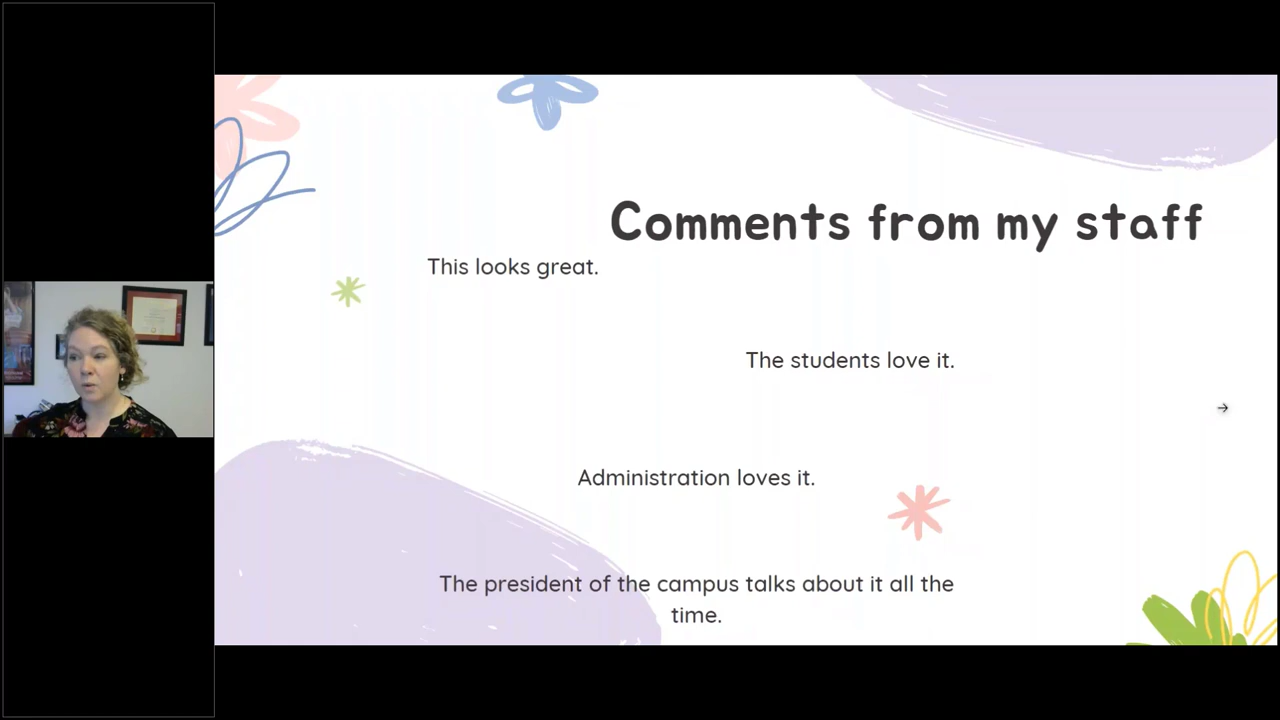 Comments from my staff
This looks great.
The students love it.
Administration loves it.
The president of the campus talks about it all the
time.